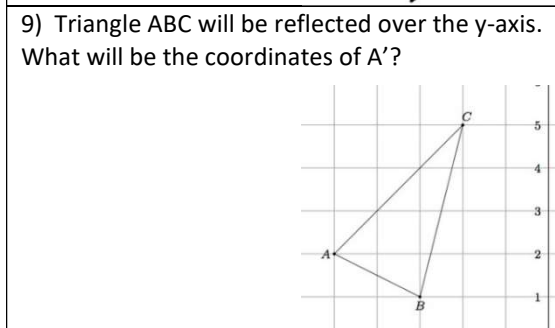 9) Triangle ABC will be reflected over the y-axis.
What will be the coordinates of A’?
C
5
4
3
A
2
1
B